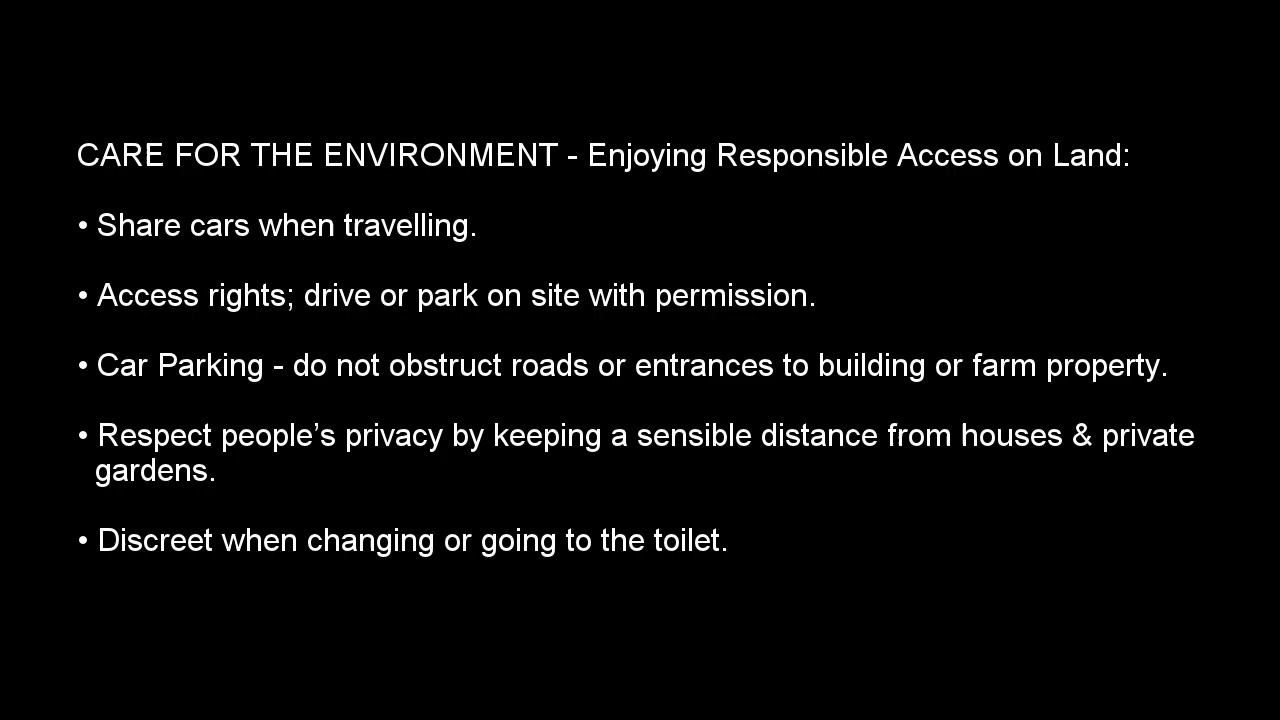 CARE FOR THE ENVIRONMENT - Enjoying Responsible Access on Land:
• Share cars when travelling.
• Access rights; drive or park on site with permission.
• Car Parking - do not obstruct roads or entrances to building or farm property.
• Respect people’s privacy by keeping a sensible distance from houses & private
gardens.
• Discreet when changing or going to the toilet.